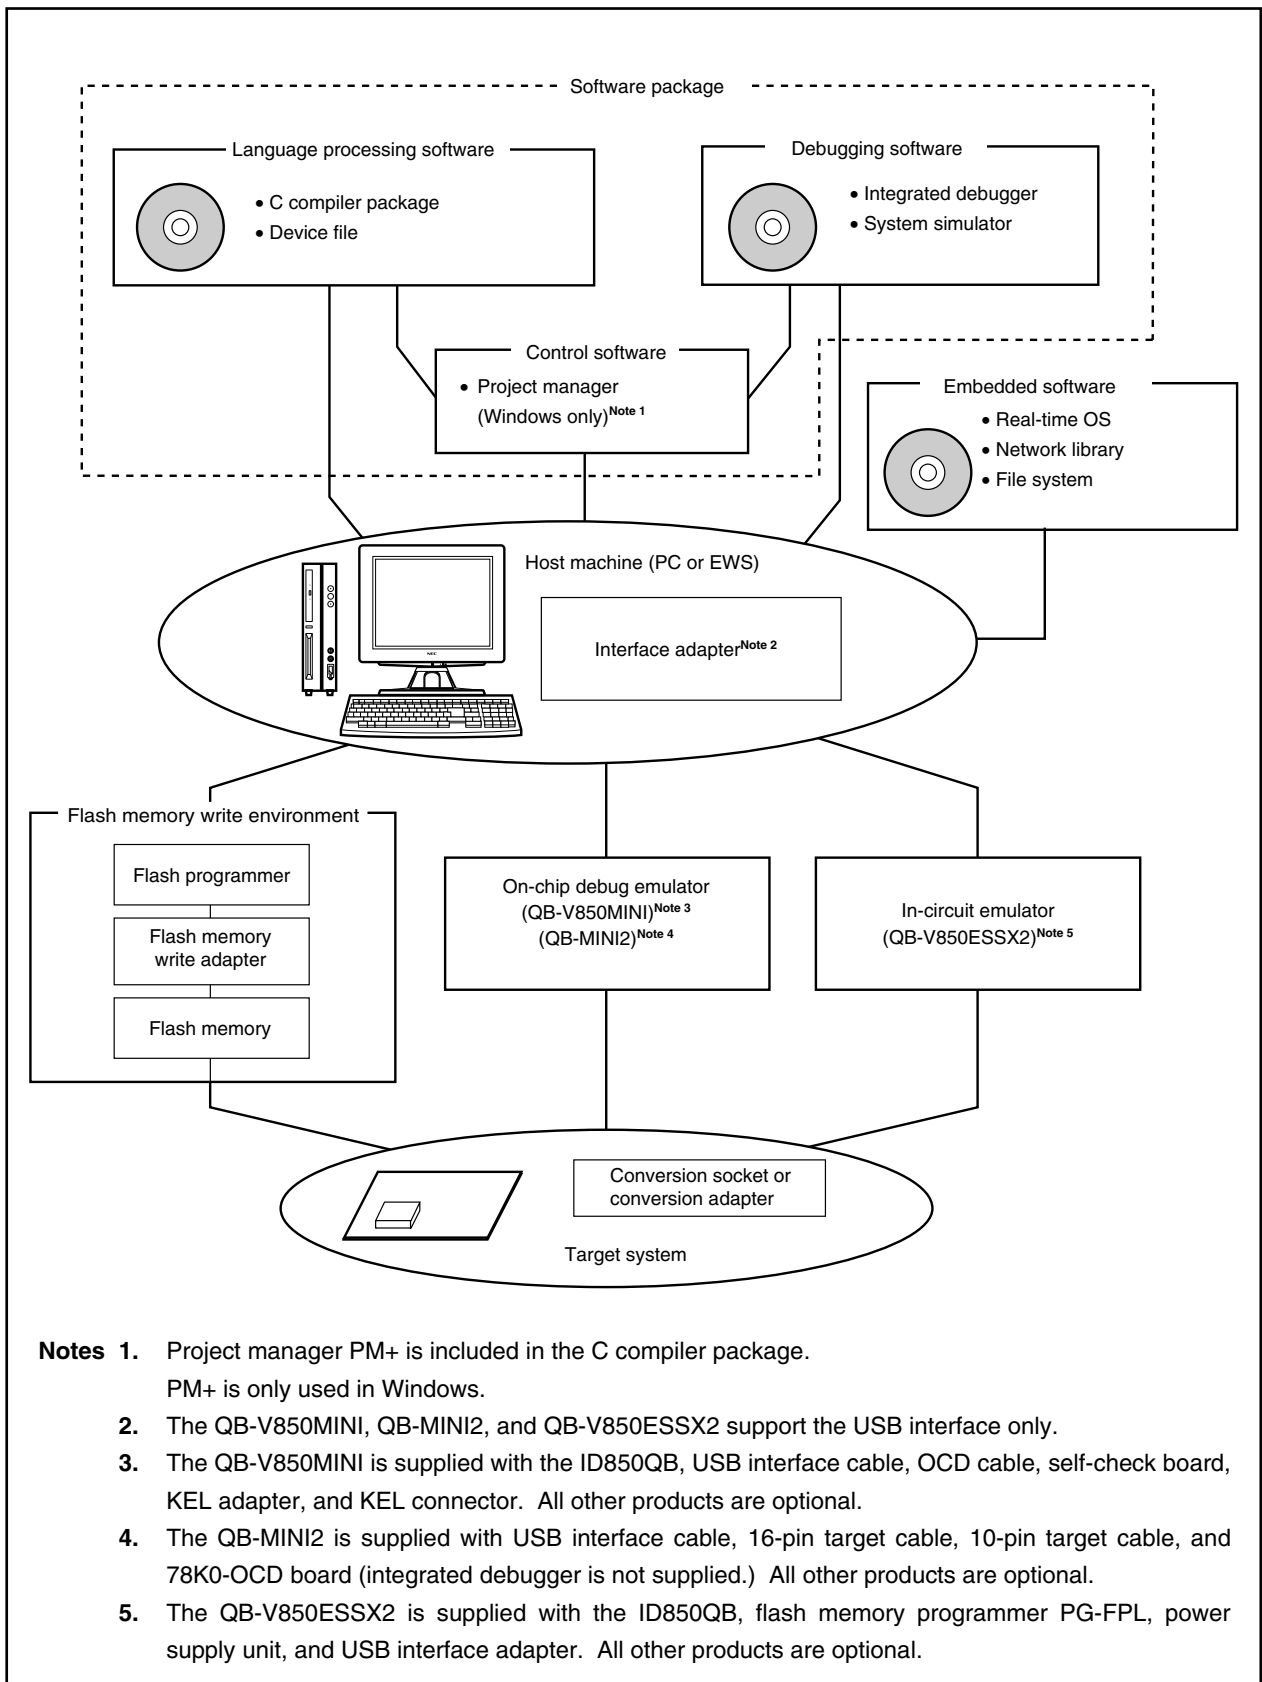 Software package
Language processing software
• C compiler package
• Device file
Debugging software
• Integrated debugger
• System simulator
Control software
• Project manager
(Windows only)Note 1
Embedded software
• Real-time OS
• Network library
• File system
Host machine (PC or EWS)
Interface adapterNote 2
NEC
Flash memory write environment
Flash programmer
Flash memory
write adapter
Flash memory
On-chip debug emulator
(QB-V850MINI)Note 3
(QB-MINI2)Note 4
In-circuit emulator
(QB-V850ESSX2)Note 5
Conversion socket or
conversion adapter
Target system
Notes 1. Project manager PM+ is included in the C compiler package.
PM+ is only used in Windows.
2. The QB-V850MINI, QB-MINI2, and QB-V850ESSX2 support the USB interface only.
3. The QB-V850MINI is supplied with the ID850QB, USB interface cable, OCD cable, self-check board,
KEL adapter, and KEL connector. All other products are optional.
4. The QB-MINI2 is supplied with USB interface cable, 16-pin target cable, 10-pin target cable, and
78K0-OCD board (integrated debugger is not supplied.) All other products are optional.
5. The QB-V850ESSX2 is supplied with the ID850QB, flash memory programmer PG-FPL, power
supply unit, and USB interface adapter. All other products are optional.